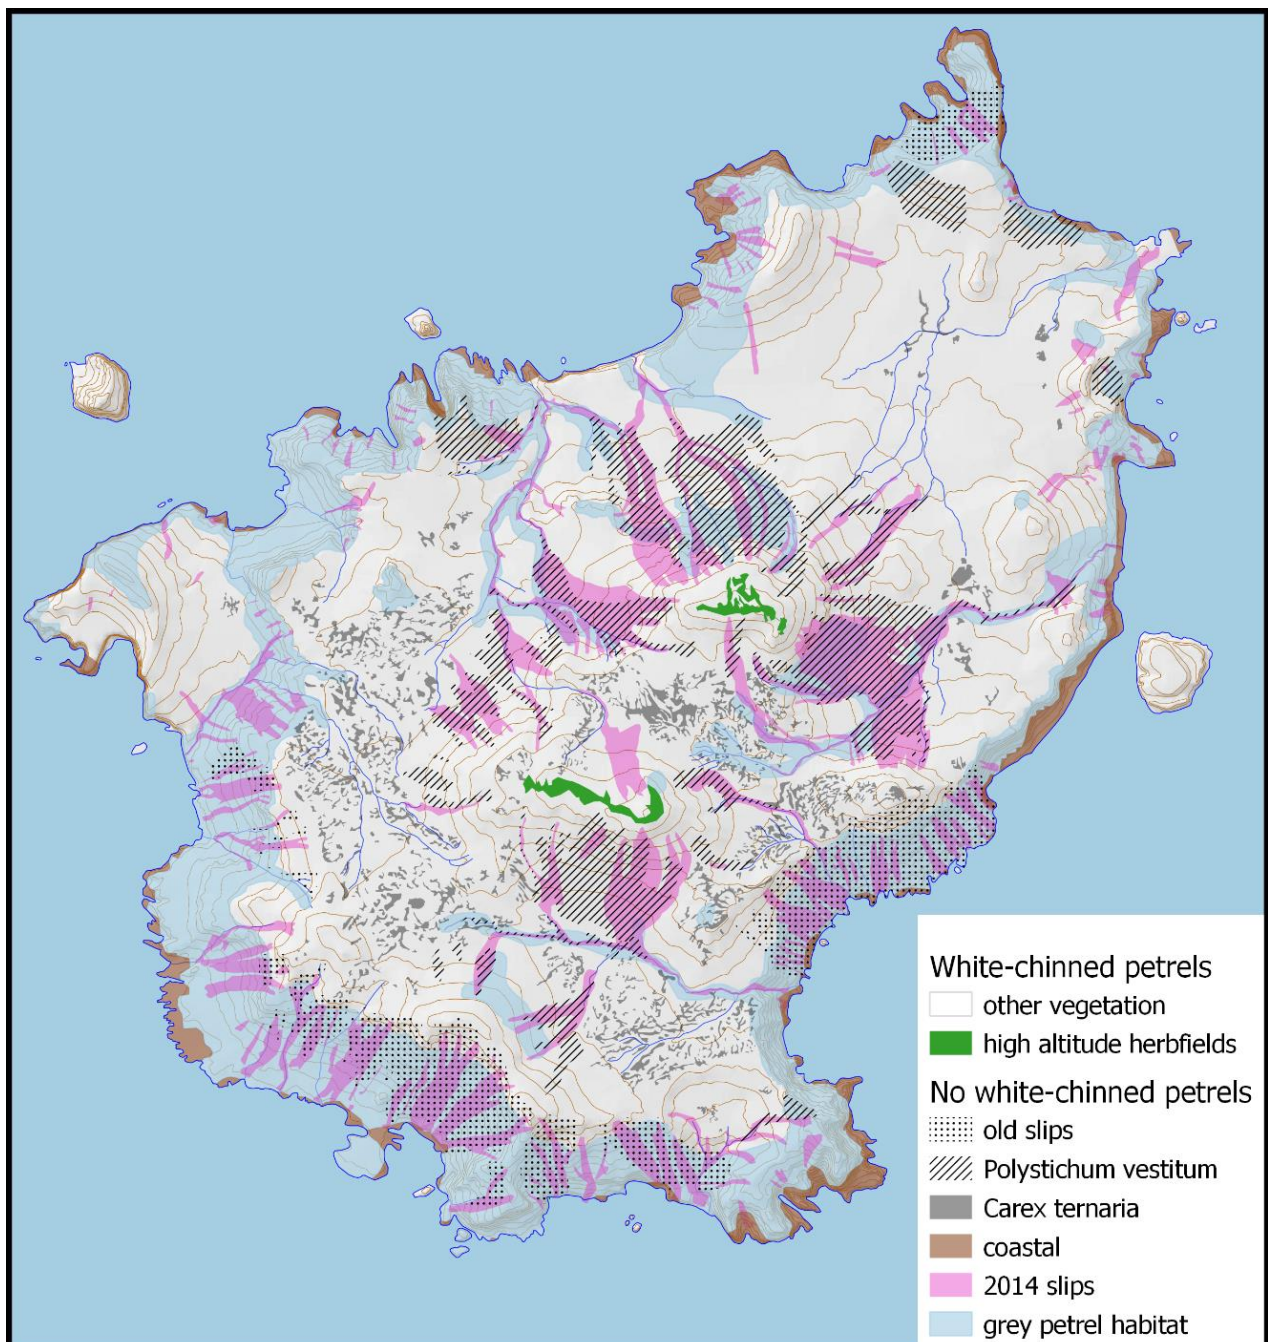 White-chinned petrels
other vegetation
high altitude herbfields
No white-chinned petrels
old slips
Polystichum vestitum
Carex ternaria
coastal
2014 slips
grey petrel habitat